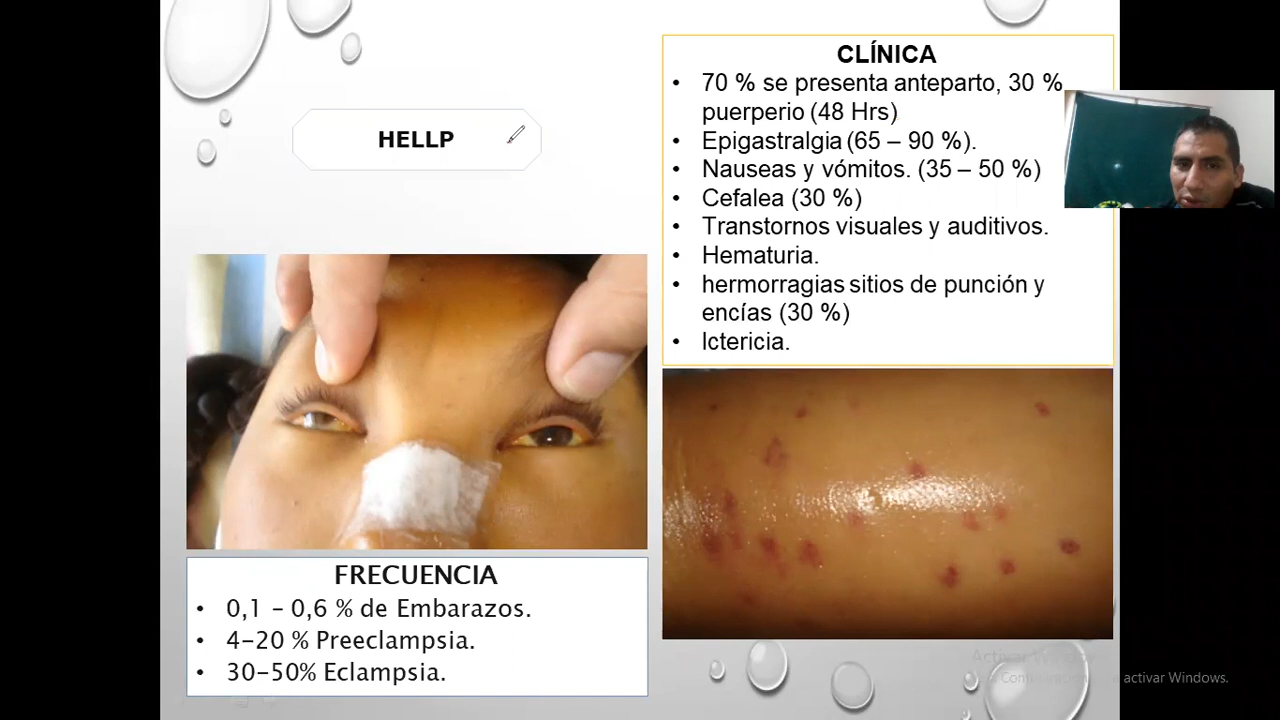 HELLP
CLÍNICA
• 70 % se presenta anteparto, 30 %
puerperio (48 Hrs)
• Epigastralgia (65 – 90 %).
• Nauseas y vómitos. (35 – 50 %)
• Cefalea (30 %)
• Transtornos visuales y auditivos.
• Hematuria.
• hermorragias sitios de punción y
encías (30 %)
• Ictericia.
FRECUENCIA
• 0,1 – 0,6 % de Embarazos.
• 4-20 % Preeclampsia.
• 30-50% Eclampsia.
Activar
activar Windows.